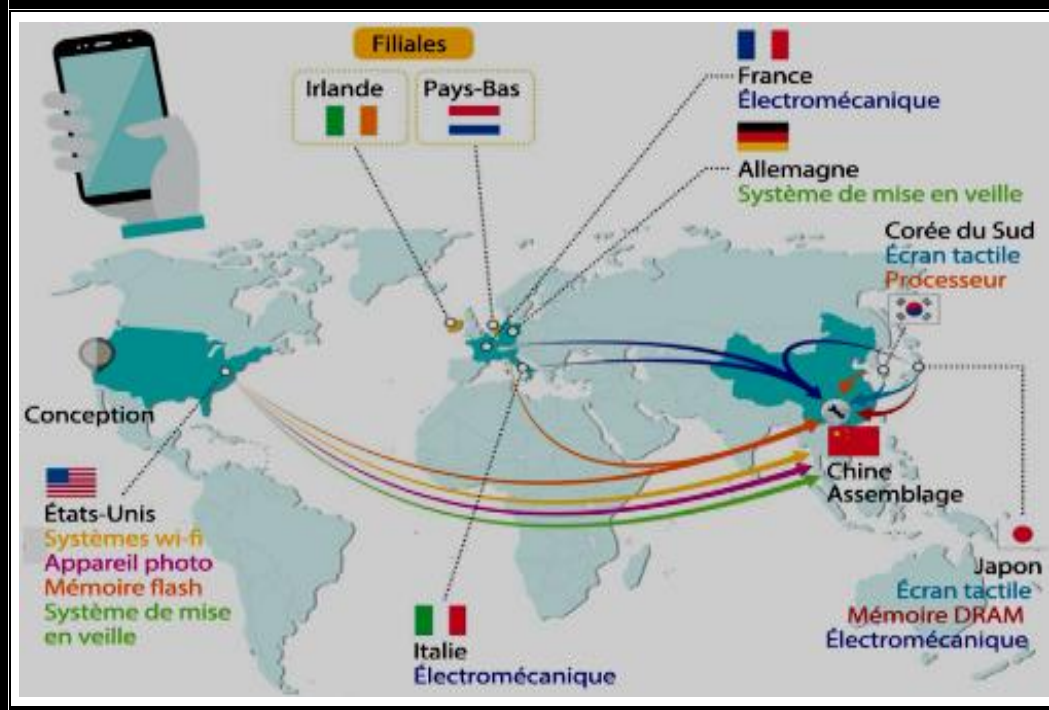 Filiales
Irlande
Pays-Bas
France
Électromécanique
Allemagne
Système de mise en veille
Corée du Sud
Écran tactile
Processeur
Conception
États-Unis
Systèmes wi-fi
Appareil photo
Mémoire flash
Système de mise
en veille
Italie
Électromécanique
Chine
Assemblage
Japon
Écran tactile
Mémoire DRAM
Électromécanique